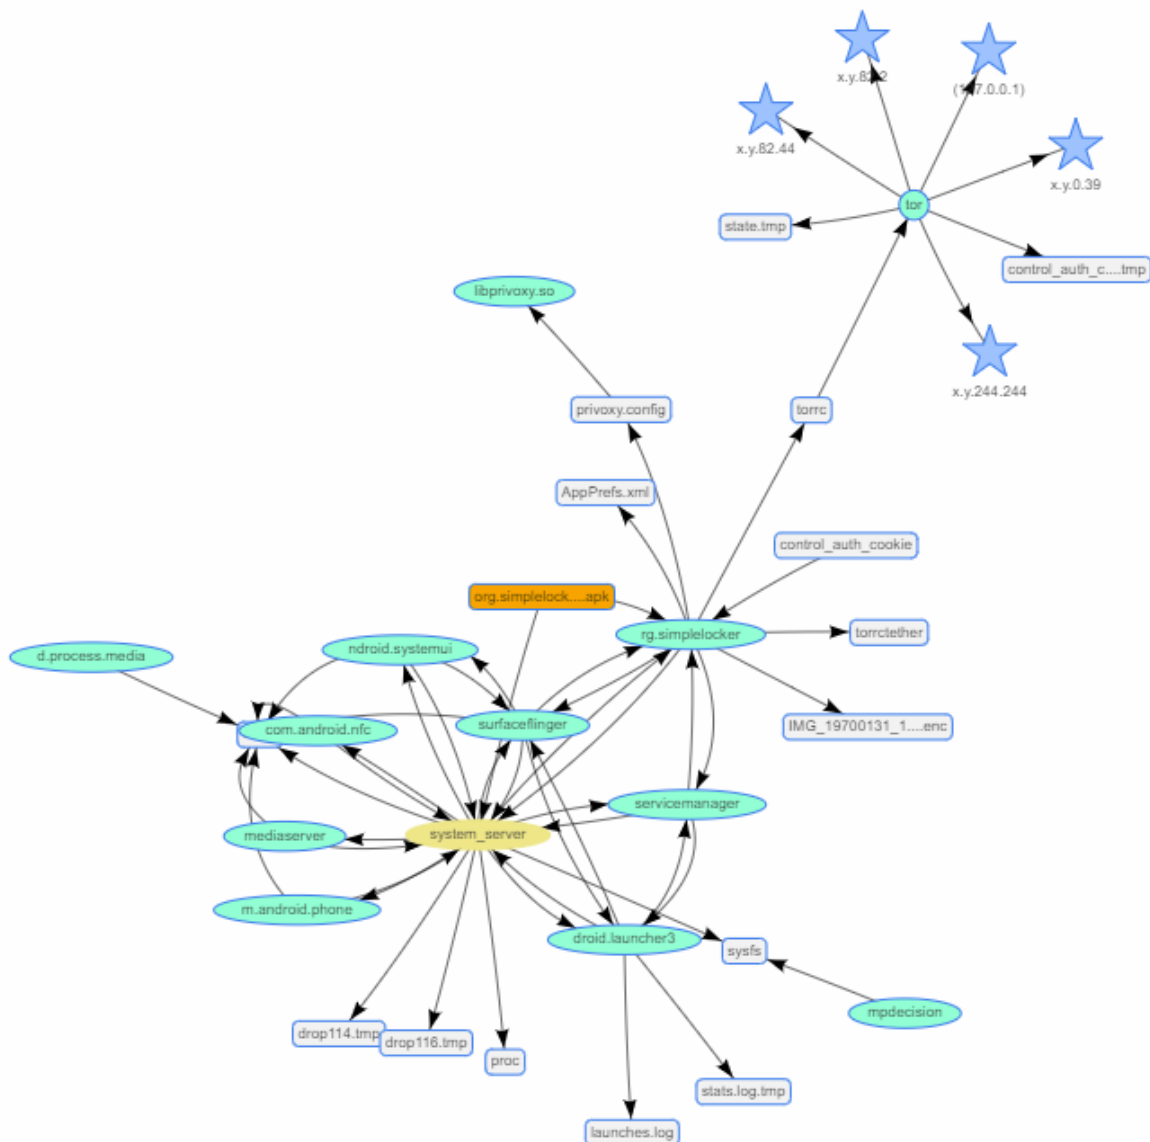 x.y.82.2
(127.0.0.1)
x.y.82.44
x.y.0.39
tor
state.tmp
control_auth_c....tmp
libprivoxy.so
x.y.244.244
privoxy.config
torrc
AppPrefs.xml
control_auth_cookie
org.simplelock....apk
rg.simplelocker
torrctether
ndroid.systemui
d.process.media
surfaceflinger
IMG_19700131_1....enc
com.android.nfc
servicemanager
mediaserver
system_server
m.android.phone
droid.launcher3
sysfs
mpdecision
drop114.tmp
drop116.tmp
proc
stats.log.tmp
launches.log